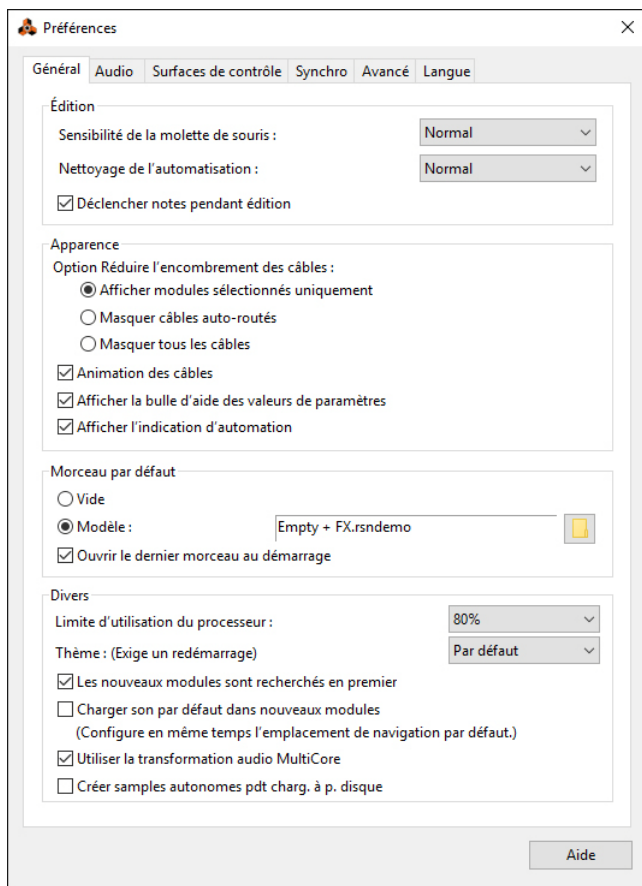 Préférences
Général Audio Surfaces de contrôle Synchro Avancé Langue
Édition
Sensibilité de la molette de souris : Normal
Nettoyage de l'automatisation : Normal
Déclencher notes pendant édition
Apparence
Option Réduire l'encombrement des câbles :
Afficher modules sélectionnés uniquement
Masquer câbles auto-routés
Masquer tous les câbles
Animation des câbles
Afficher la bulle d'aide des valeurs de paramètres
Afficher l'indication d'automation
Morceau par défaut
Vide
Modèle : Empty + FX.rsndemo
Ouvrir le dernier morceau au démarrage
Divers
Limite d'utilisation du processeur : 80%
Thème : (Exige un redémarrage) Par défaut
Les nouveaux modules sont recherchés en premier
Charger son par défaut dans nouveaux modules
(Configure en même temps l'emplacement de navigation par défaut.)
Utiliser la transformation audio MultiCore
Créer samples autonomes pdt charg. à p. disque
Aide